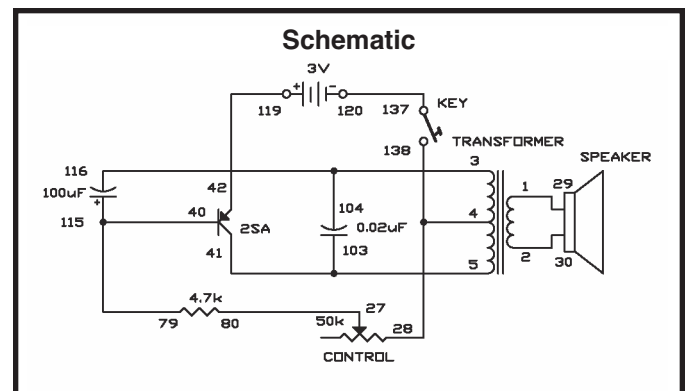 Schematic
3V
119 120 137 KEY
138 TRANSFORMER
3 SPEAKER
116
100uF
42
1 29
104
40
4
115
2SA
0.02uF
41
103
5
2 30
4.7k
27
79 80
50k
28
CONTROL